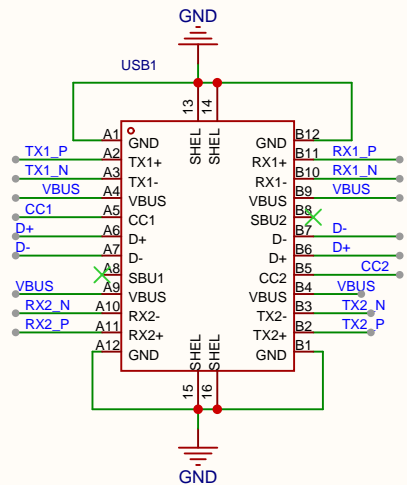 GND
USB1
13 14
SHEL SHEL
A1 GND GND B12
TX1_P A2 TX1+ RX1+ B11 RX1_P
TX1_N A3 TX1- RX1- B10 RX1_N
VBUS A4 VBUS VBUS B9 VBUS
CC1 A5 CC1 SBU2 B8
D+ A6 D+ D- B7 D-
D- A7 D- D+ B6 D+
A8 SBU1 CC2 B5 CC2
VBUS A9 VBUS VBUS B4 VBUS
RX2_N A10 RX2- TX2- B3 TX2_N
RX2_P A11 RX2+ TX2+ B2 TX2_P
A12 GND GND B1
SHEL SHEL
15 16
GND